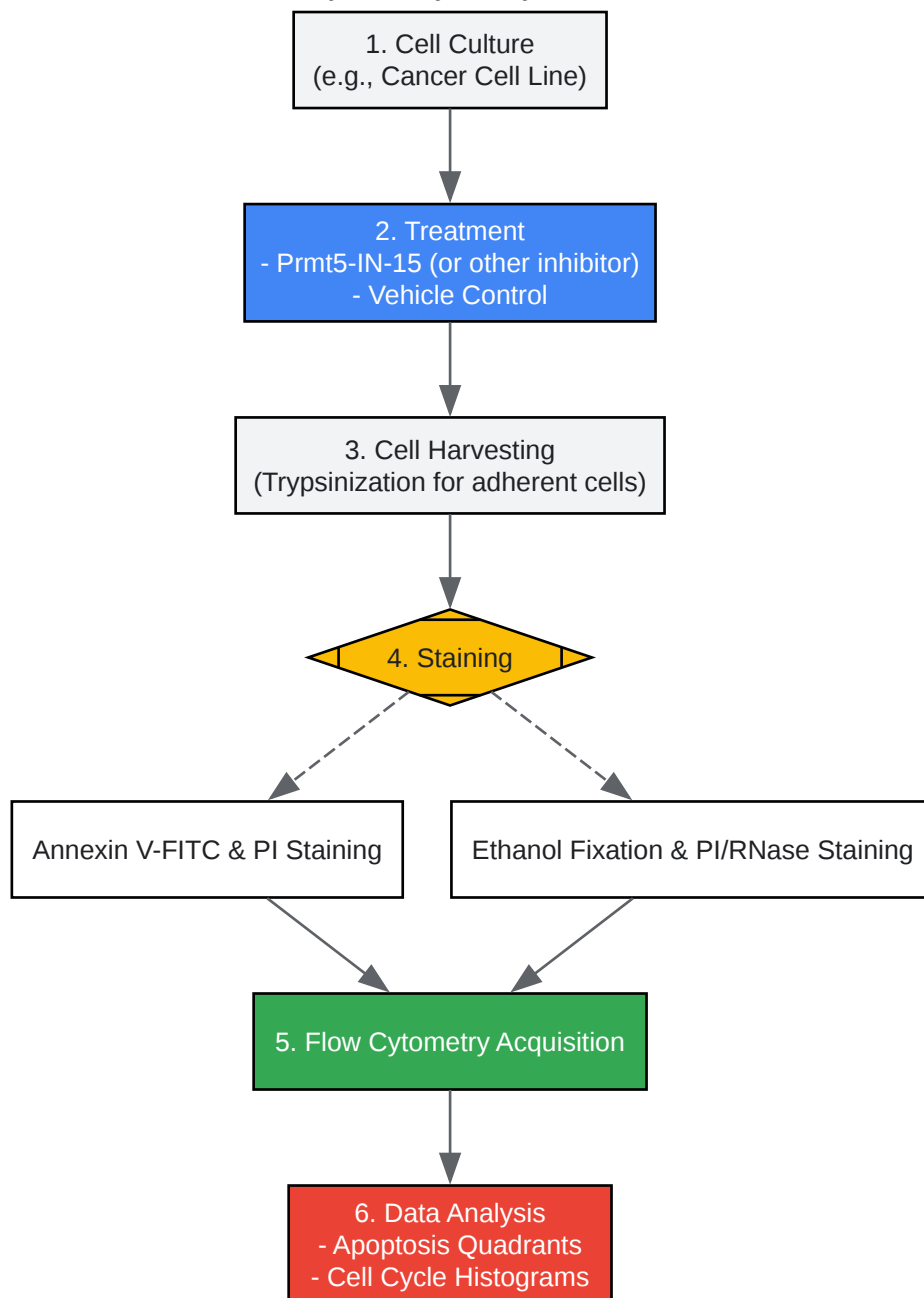 1. Cell Culture
(e.g., Cancer Cell Line)
2. Treatment
- Prmt5-IN-15 (or other inhibitor)
- Vehicle Control
3. Cell Harvesting
(Trypsinization for adherent cells)
4. Staining
Annexin V-FITC & PI Staining
Ethanol Fixation & PI/RNase Staining
5. Flow Cytometry Acquisition
6. Data Analysis
- Apoptosis Quadrants
- Cell Cycle Histograms